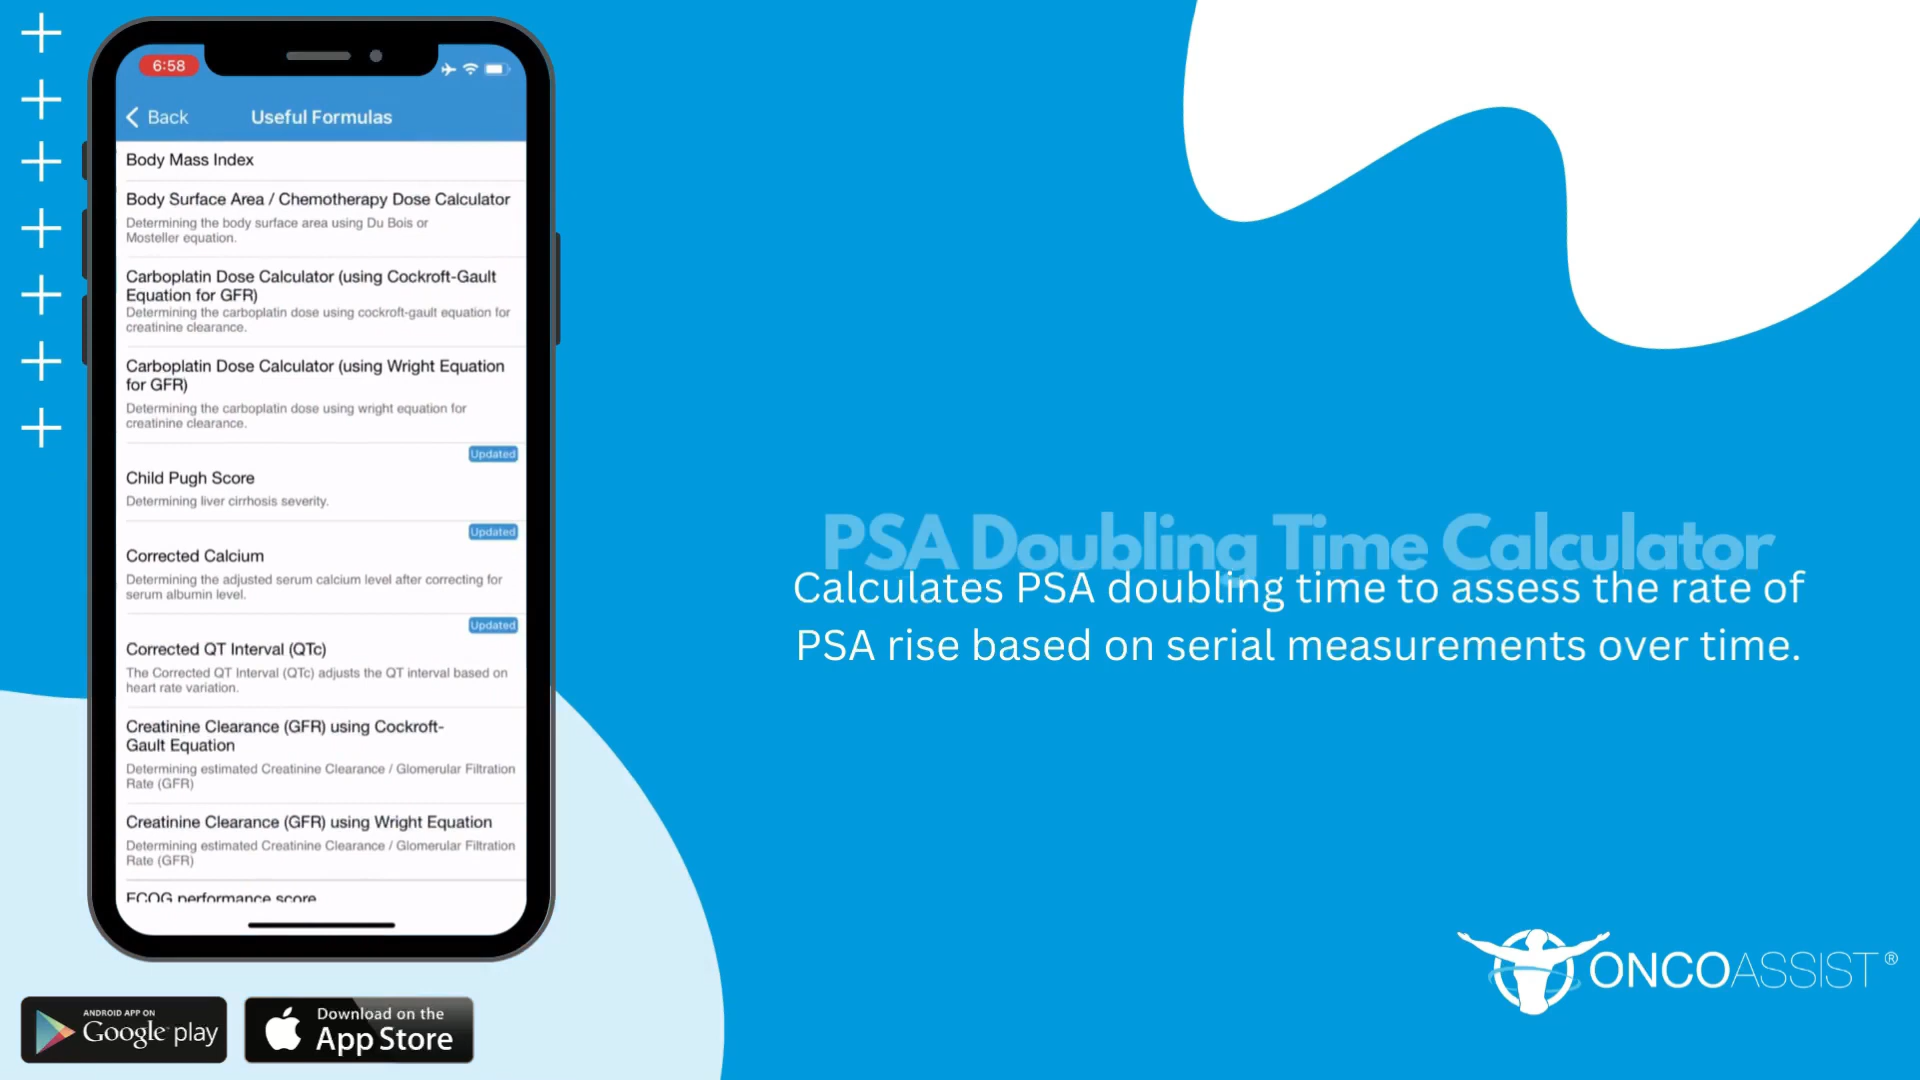 6:58
Back
Useful Formulas
Body Mass Index
Body Surface Area / Chemotherapy Dose Calculator
Determining the body surface area using Du Bois or
Mosteller equation.
Carboplatin Dose Calculator (using Cockroft-Gault
Equation for GFR)
Determining the carboplatin dose using cockroft-gault equation for
creatinine clearance.
Carboplatin Dose Calculator (using Wright Equation
for GFR)
Determining the carboplatin dose using wright equation for
creatinine clearance.
Updated
Child Pugh Score
Determining liver cirrhosis severity.
Updated
Corrected Calcium
Determining the adjusted serum calcium level after correcting for
serum albumin level.
Updated
Corrected QT Interval (QTc)
The Corrected QT Interval (QTc) adjusts the QT interval based on
heart rate variation.
Creatinine Clearance (GFR) using Cockroft-
Gault Equation
Determining estimated Creatinine Clearance / Glomerular Filtration
Rate (GFR)
Creatinine Clearance (GFR) using Wright Equation
Determining estimated Creatinine Clearance / Glomerular Filtration
Rate (GFR)
ECOG performance score
PSA Doubling Time Calculator
Calculates PSA doubling time to assess the rate of
PSA rise based on serial measurements over time.
ANDROID APP ON
Google play
Download on the
App Store
ONCOASSIST®